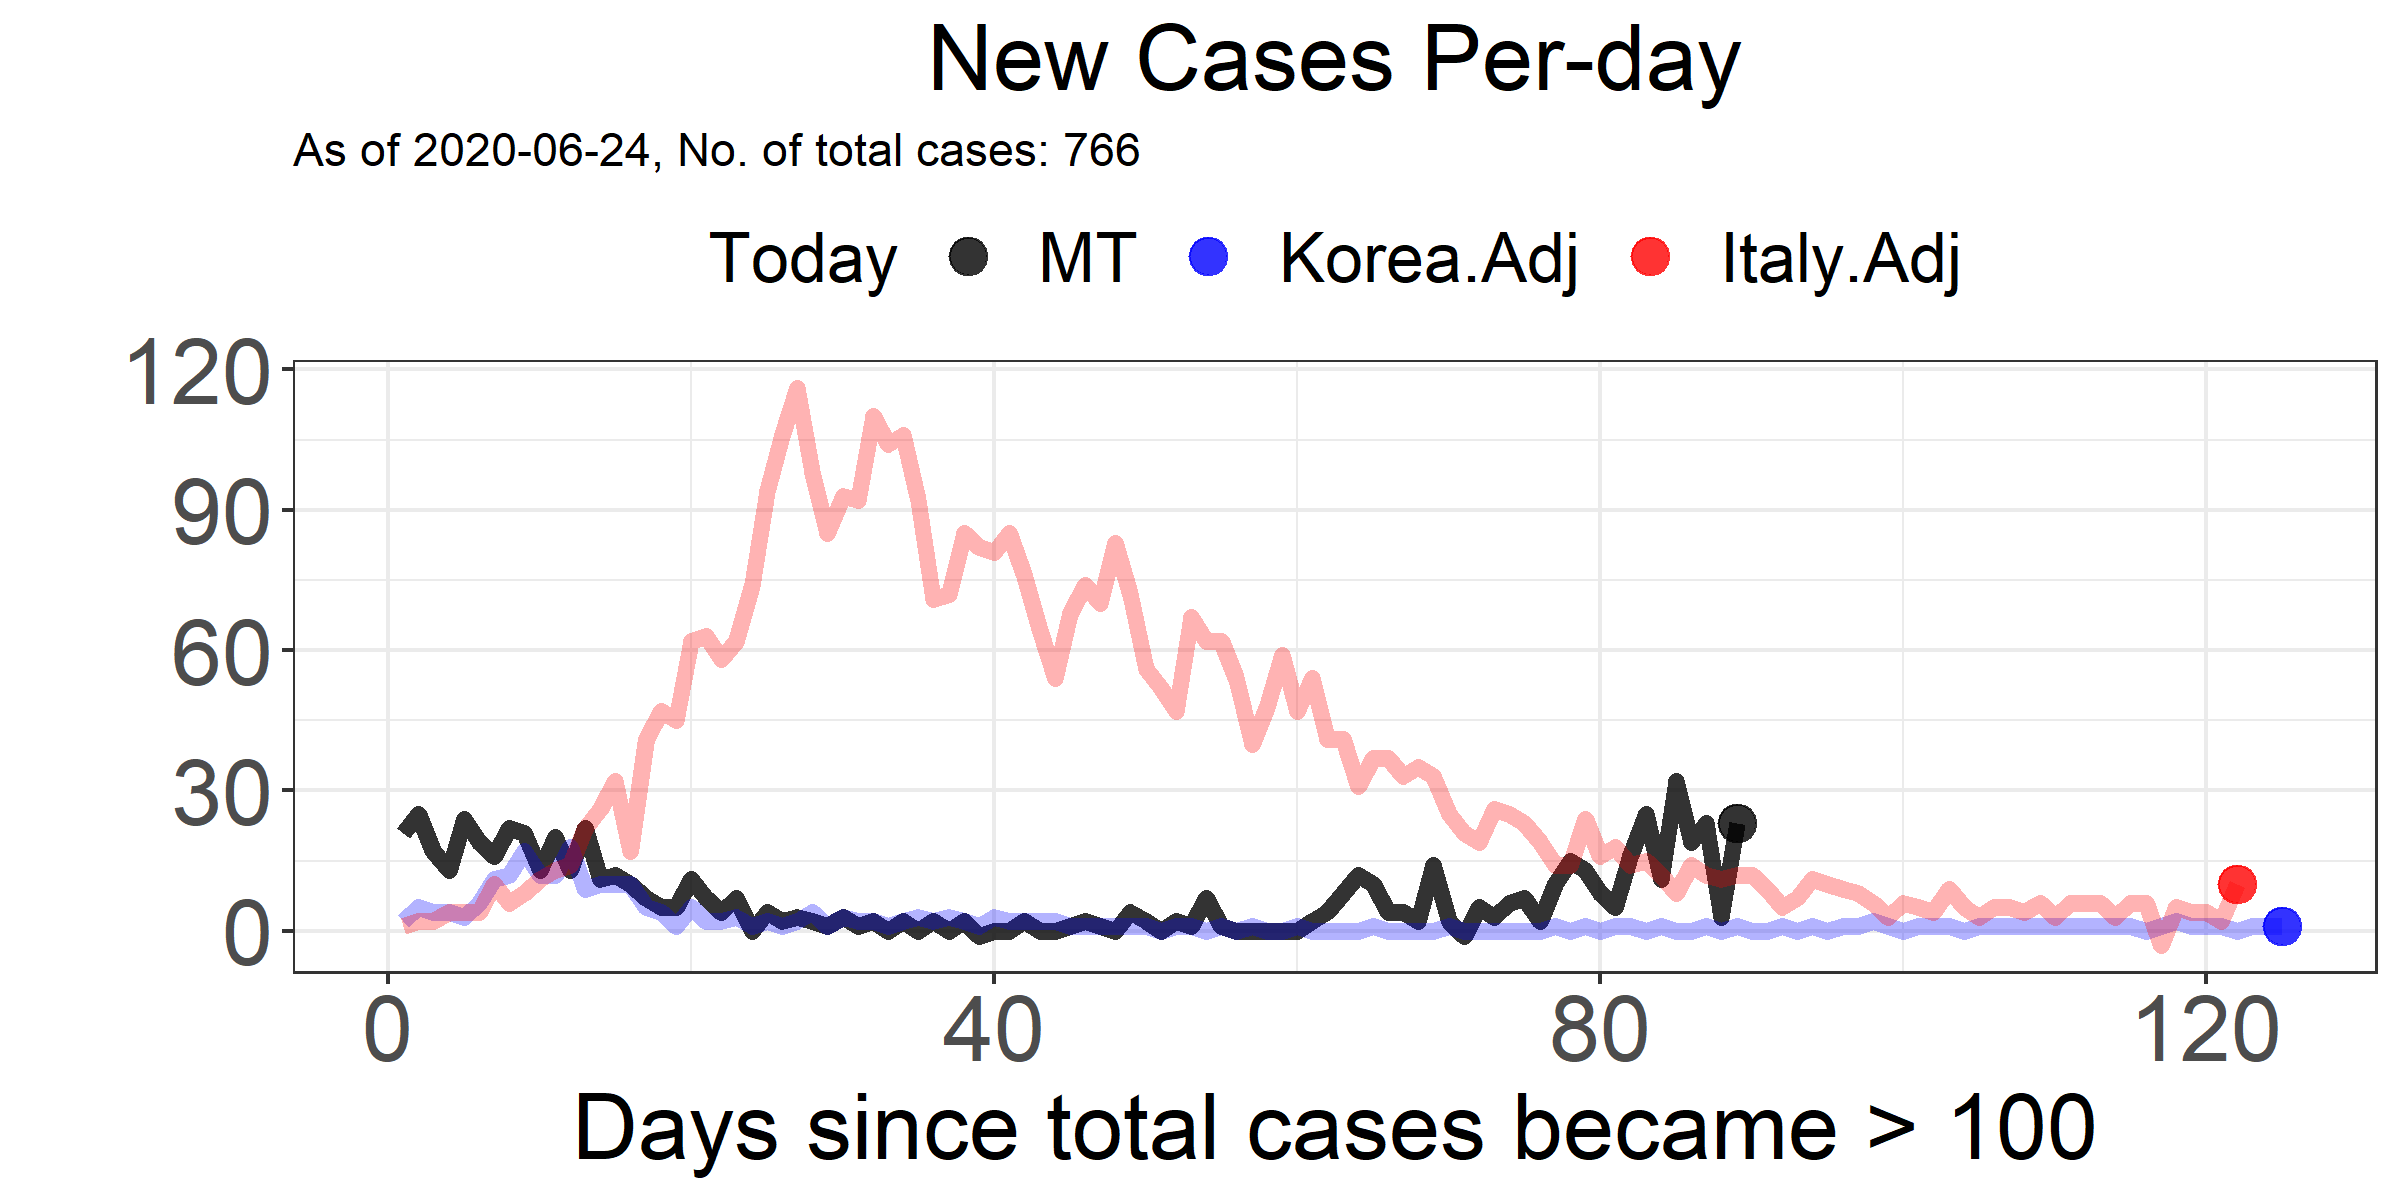 New Cases Per-day
As of 2020-06-24, No. of total cases: 766
Today MT Korea.Adj Italy.Adj
120
90
60
30
0
0 40 80 120
Days since total cases became > 100